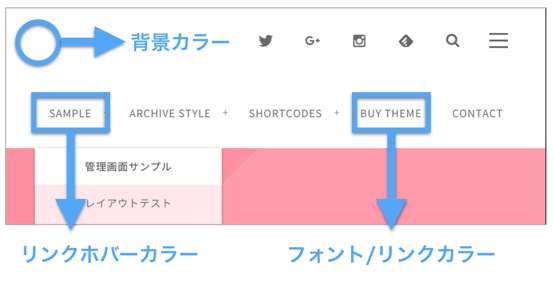 背景カラー
G+
SAMPLE
ARCHIVE STYLE +
SHORTCODES +
BUY THEME
CONTACT
管理画面サンプル
レイアウトテスト
リンクホバーカラー
フォント/リンクカラー